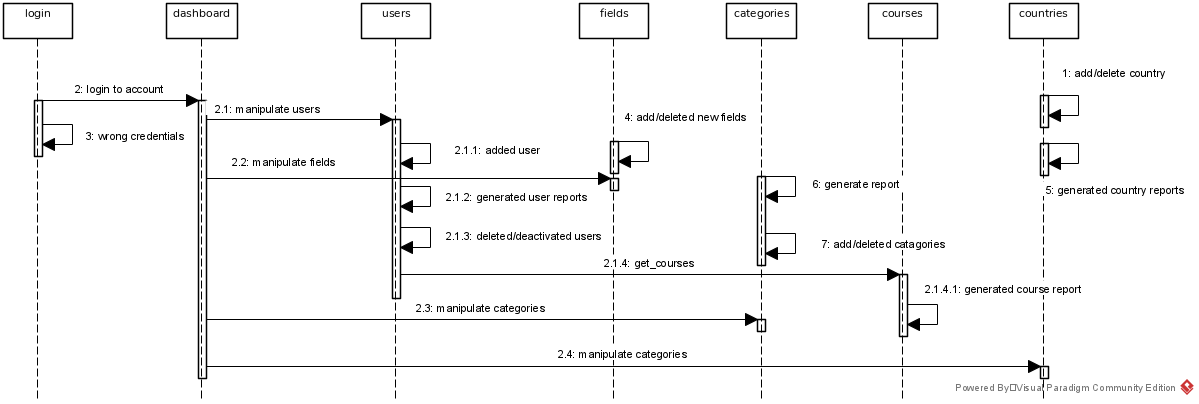 login
dashboard
users
fields
categories
courses
countries
1: add/delete country
2: login to account
2.1: manipulate users
4: add/deleted new fields
3: wrong credentials
2.1.1: added user
2.2: manipulate fields
6: generate report
5: generated country reports
2.1.2: generated user reports
2.1.3: deleted/deactivated users
7: add/deleted catagories
2.1.4: get_courses
2.1.4.1: generated course report
2.3: manipulate categories
2.4: manipulate categories
Powered By Visual Paradigm Community Edition